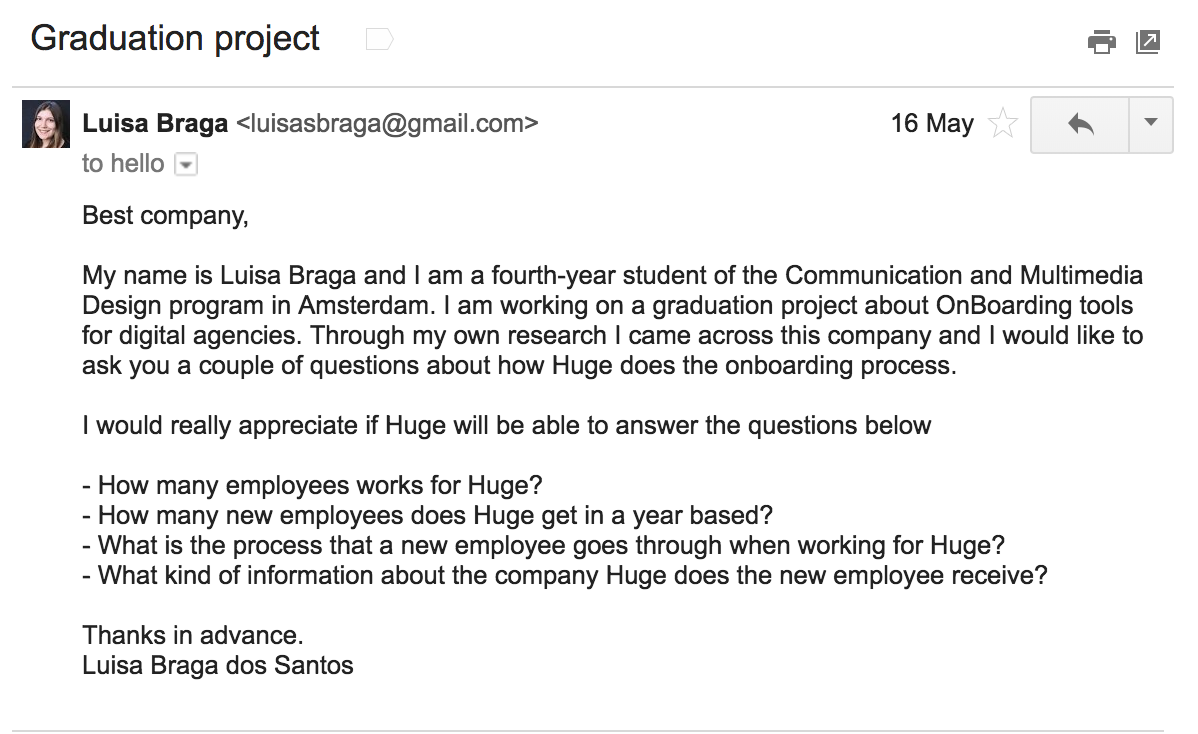 Graduation project
Luisa Braga <luisasbraga@gmail.com>
16 May
to hello
Best company,
My name is Luisa Braga and I am a fourth-year student of the Communication and Multimedia
Design program in Amsterdam. I am working on a graduation project about OnBoarding tools
for digital agencies. Through my own research I came across this company and I would like to
ask you a couple of questions about how Huge does the onboarding process.
I would really appreciate if Huge will be able to answer the questions below
- How many employees works for Huge?
- How many new employees does Huge get in a year based?
- What is the process that a new employee goes through when working for Huge?
- What kind of information about the company Huge does the new employee receive?
Thanks in advance.
Luisa Braga dos Santos